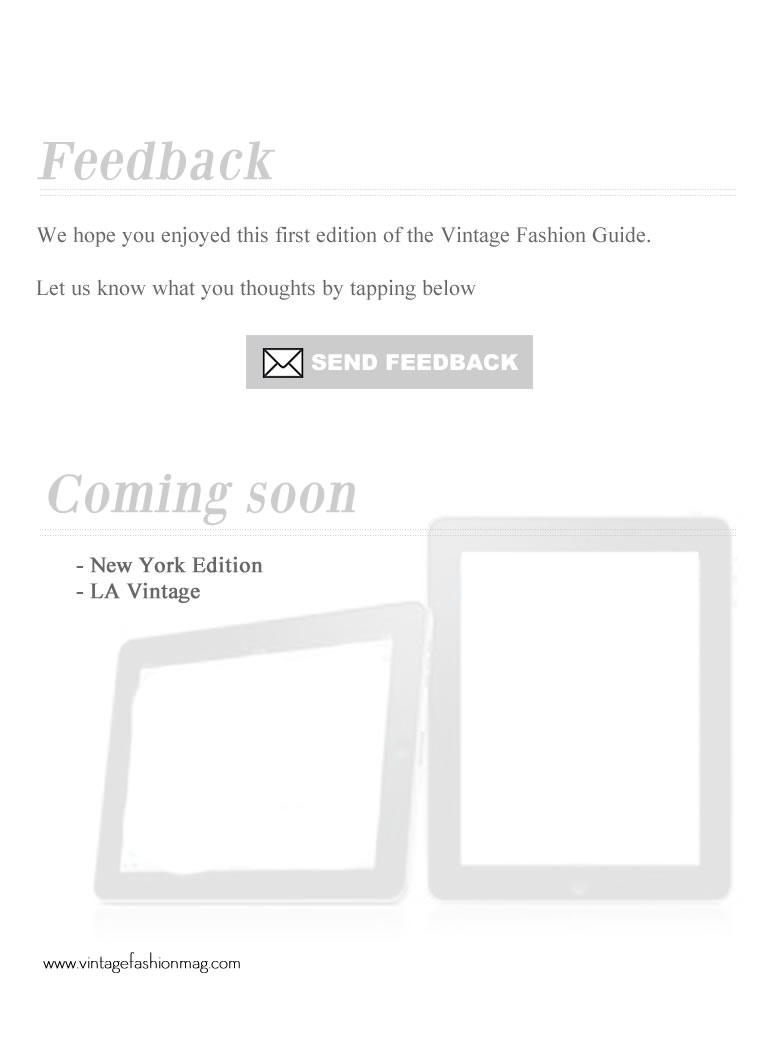 Feedback
We hope you enjoyed this first edition of the Vintage Fashion Guide.
Let us know what you thoughts by tapping below
SEND FEEDBACK
Coming soon
- New York Edition
- LA Vintage
www.vintagefashionmag.com